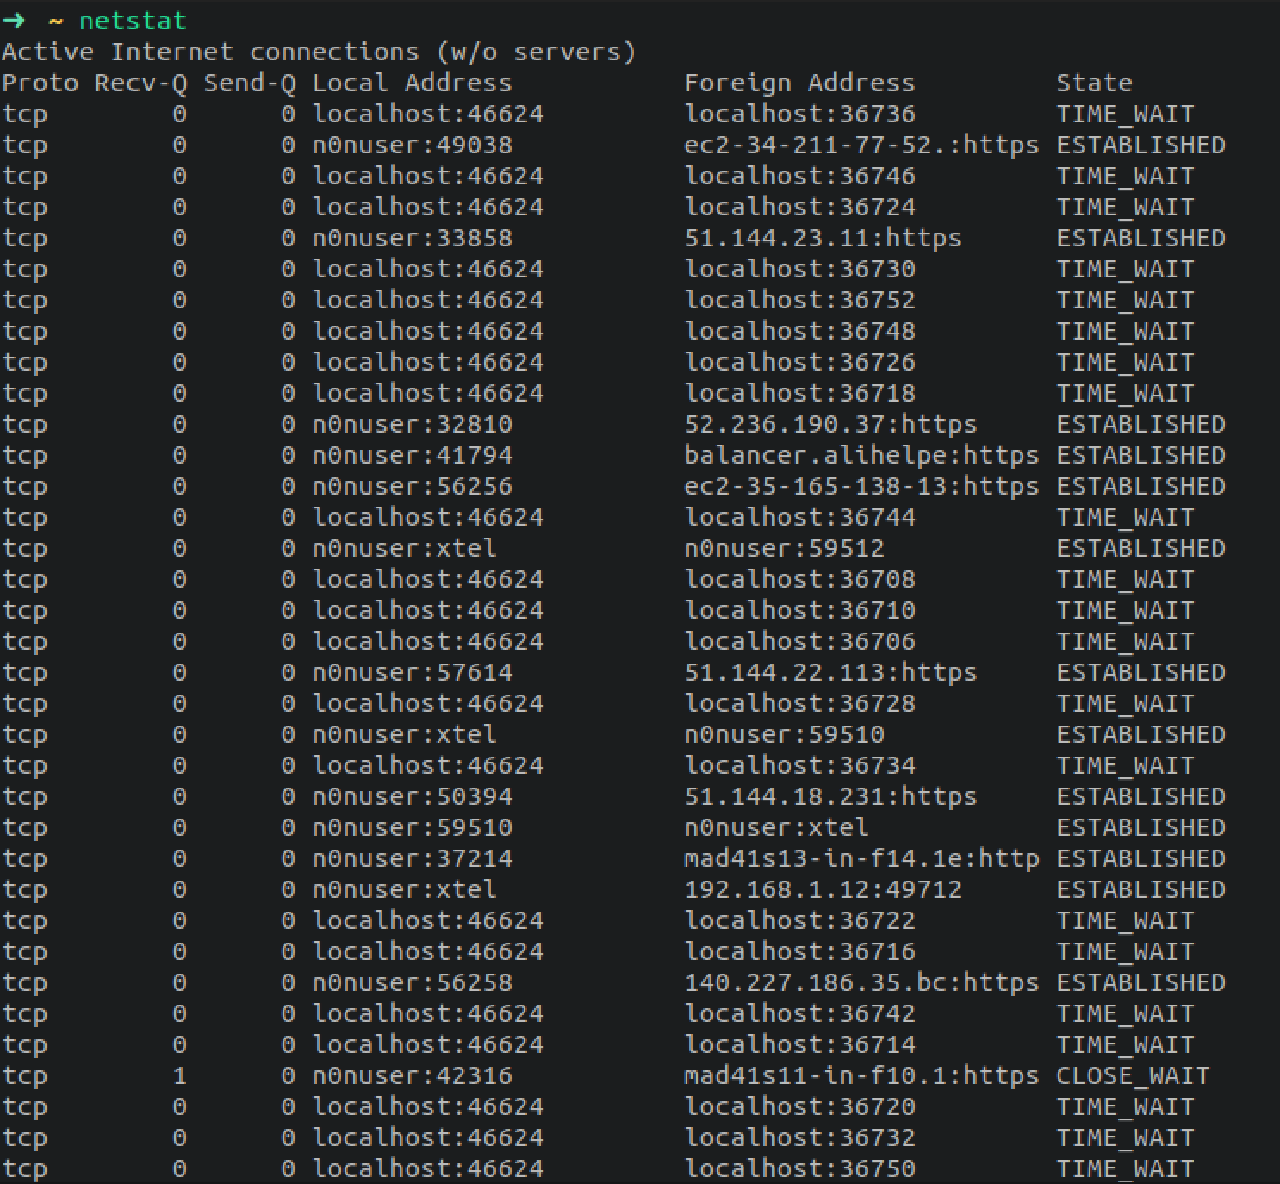 ➜ ~ netstat
Active Internet connections (w/o servers)
Proto Recv-Q Send-Q Local Address           Foreign Address         State
tcp        0      0 localhost:46624         localhost:36736         TIME_WAIT
tcp        0      0 n0nuser:49038           ec2-34-211-77-52.:https ESTABLISHED
tcp        0      0 localhost:46624         localhost:36746         TIME_WAIT
tcp        0      0 localhost:46624         localhost:36724         TIME_WAIT
tcp        0      0 n0nuser:33858           51.144.23.11:https      ESTABLISHED
tcp        0      0 localhost:46624         localhost:36730         TIME_WAIT
tcp        0      0 localhost:46624         localhost:36752         TIME_WAIT
tcp        0      0 localhost:46624         localhost:36748         TIME_WAIT
tcp        0      0 localhost:46624         localhost:36726         TIME_WAIT
tcp        0      0 localhost:46624         localhost:36718         TIME_WAIT
tcp        0      0 n0nuser:32810           52.236.190.37:https     ESTABLISHED
tcp        0      0 n0nuser:41794           balancer.alihelpe:https ESTABLISHED
tcp        0      0 n0nuser:56256           ec2-35-165-138-13:https ESTABLISHED
tcp        0      0 localhost:46624         localhost:36744         TIME_WAIT
tcp        0      0 n0nuser:xtel            n0nuser:59512           ESTABLISHED
tcp        0      0 localhost:46624         localhost:36708         TIME_WAIT
tcp        0      0 localhost:46624         localhost:36710         TIME_WAIT
tcp        0      0 localhost:46624         localhost:36706         TIME_WAIT
tcp        0      0 n0nuser:57614           51.144.22.113:https     ESTABLISHED
tcp        0      0 localhost:46624         localhost:36728         TIME_WAIT
tcp        0      0 n0nuser:xtel            n0nuser:59510           ESTABLISHED
tcp        0      0 localhost:46624         localhost:36734         TIME_WAIT
tcp        0      0 n0nuser:50394           51.144.18.231:https     ESTABLISHED
tcp        0      0 n0nuser:59510           n0nuser:xtel            ESTABLISHED
tcp        0      0 n0nuser:37214           mad41s13-in-f14.1e:http ESTABLISHED
tcp        0      0 n0nuser:xtel            192.168.1.12:49712      ESTABLISHED
tcp        0      0 localhost:46624         localhost:36722         TIME_WAIT
tcp        0      0 localhost:46624         localhost:36716         TIME_WAIT
tcp        0      0 n0nuser:56258           140.227.186.35.bc:https ESTABLISHED
tcp        0      0 localhost:46624         localhost:36742         TIME_WAIT
tcp        0      0 localhost:46624         localhost:36714         TIME_WAIT
tcp        1      0 n0nuser:42316           mad41s11-in-f10.1:https CLOSE_WAIT
tcp        0      0 localhost:46624         localhost:36720         TIME_WAIT
tcp        0      0 localhost:46624         localhost:36732         TIME_WAIT
tcp        0      0 localhost:46624         localhost:36750         TIME_WAIT